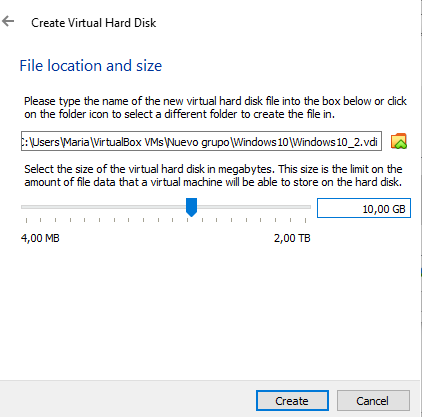 Create Virtual Hard Disk
File location and size
Please type the name of the new virtual hard disk file into the box below or click
on the folder icon to select a different folder to create the file in.
C:\Users\Maria\VirtualBox VMs\Nuevo grupo\Windows10\Windows10_2.vdi
Select the size of the virtual hard disk in megabytes. This size is the limit on the
amount of file data that a virtual machine will be able to store on the hard disk.
10,00 GB
4,00 MB 2,00 TB
Create Cancel